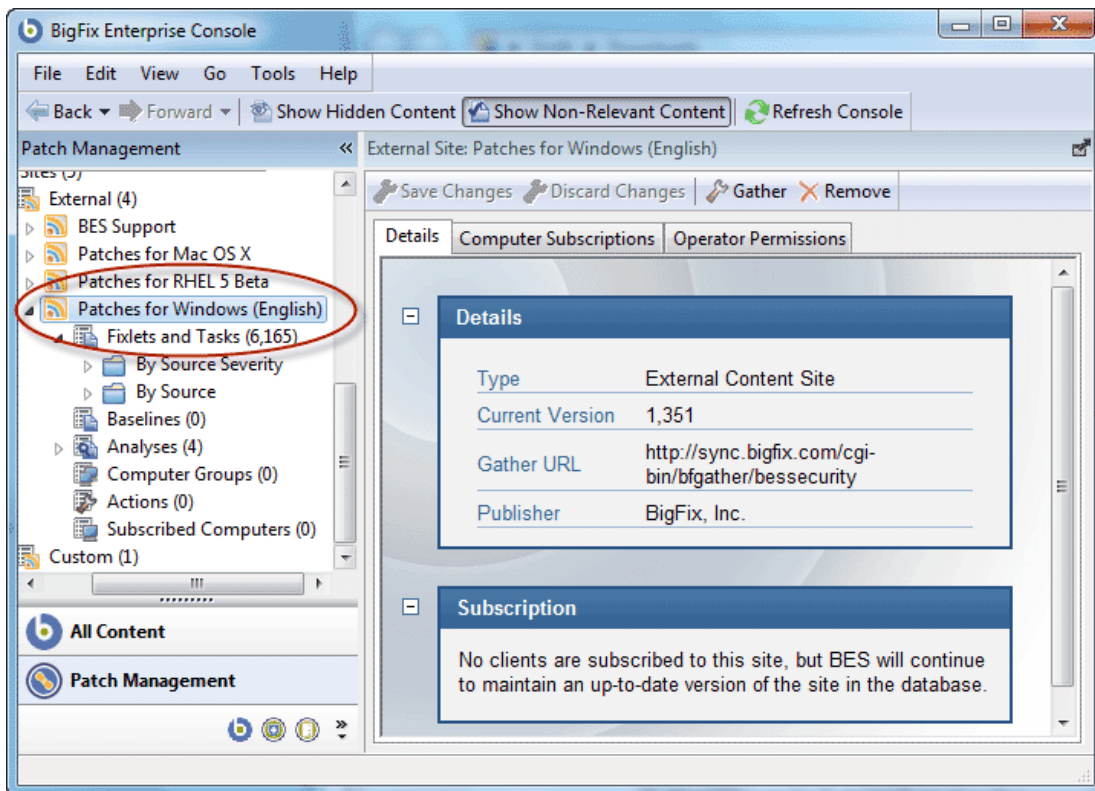 BigFix Enterprise Console
File Edit View Go Tools Help
Back Forward Show Hidden Content Show Non-Relevant Content Refresh Console
Patch Management
External Site: Patches for Windows (English)
Sites (5)
External (4)
BES Support
Patches for Mac OS X
Patches for RHEL 5 Beta
Patches for Windows (English)
Fixlets and Tasks (6,165)
By Source Severity
By Source
Baselines (0)
Analyses (4)
Computer Groups (0)
Actions (0)
Subscribed Computers (0)
Custom (1)
All Content
Patch Management
Save Changes Discard Changes Gather Remove
Details Computer Subscriptions Operator Permissions
Details
Type External Content Site
Current Version 1,351
Gather URL http://sync.bigfix.com/cgi-
bin/bfgather/bessecurity
Publisher BigFix, Inc.
Subscription
No clients are subscribed to this site, but BES will continue
to maintain an up-to-date version of the site in the database.